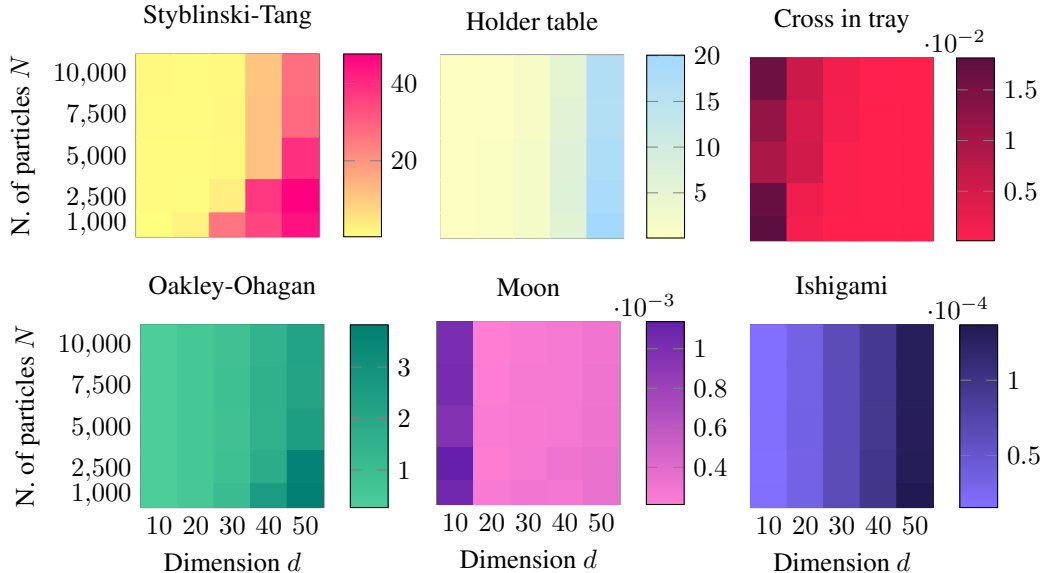 Styblinski-Tang
Holder table
Cross in tray
·10⁻²
N. of particles N
10,000
7,500
5,000
2,500
1,000
40
20
20
15
10
5
1.5
1
0.5
Oakley-Ohagan
Moon
Ishigami
·10⁻³
·10⁻⁴
N. of particles N
10,000
7,500
5,000
2,500
1,000
3
2
1
1
0.8
0.6
0.4
1
0.5
10 20 30 40 50
10 20 30 40 50
10 20 30 40 50
Dimension d
Dimension d
Dimension d